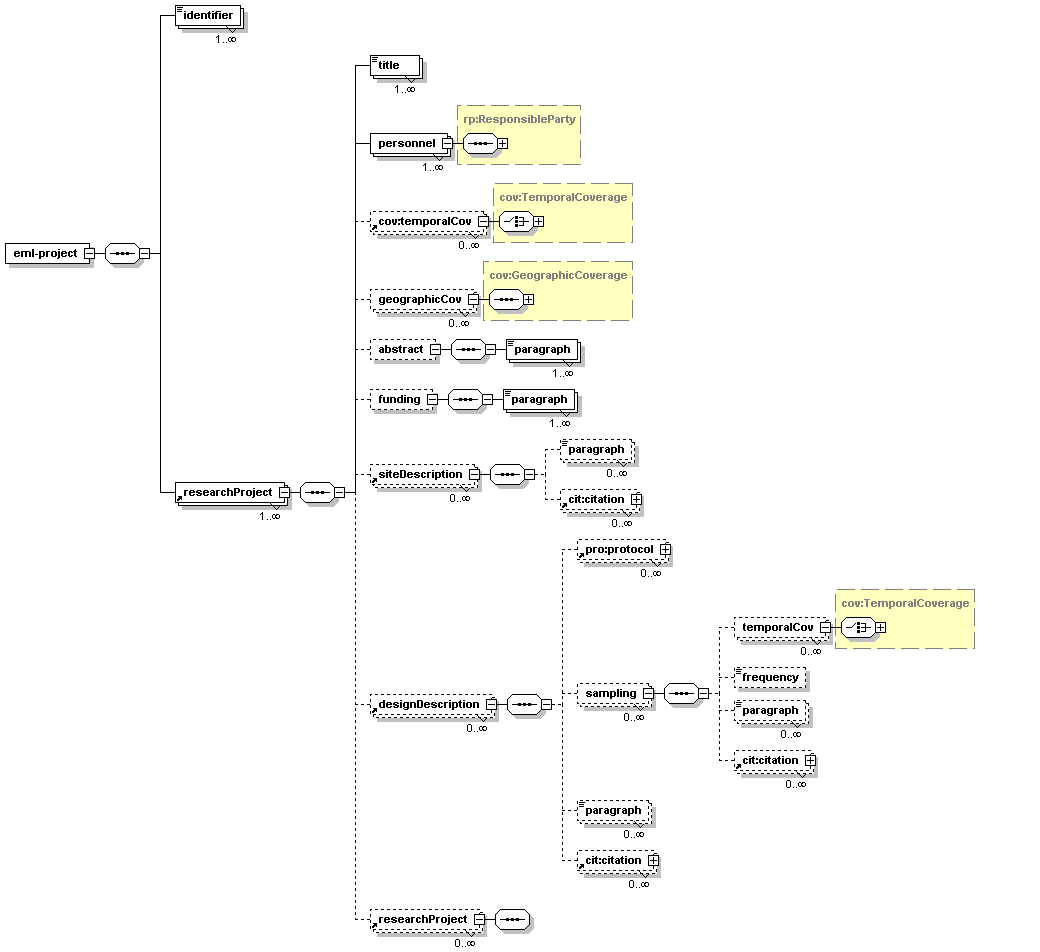 identifier
1..∞
title
1..∞
rp:ResponsibleParty
personnel
1..∞
cov:TemporalCoverage
cov:temporalCov
0..∞
cov:GeographicCoverage
eml-project
geographicCov
0..∞
abstract
paragraph
1..∞
funding
paragraph
1..∞
siteDescription
0..∞
paragraph
0..∞
cit:citation
0..∞
researchProject
1..∞
pro:protocol
0..∞
cov:TemporalCoverage
temporalCov
0..∞
frequency
sampling
0..∞
paragraph
0..∞
designDescription
0..∞
cit:citation
0..∞
paragraph
0..∞
cit:citation
0..∞
researchProject
0..∞